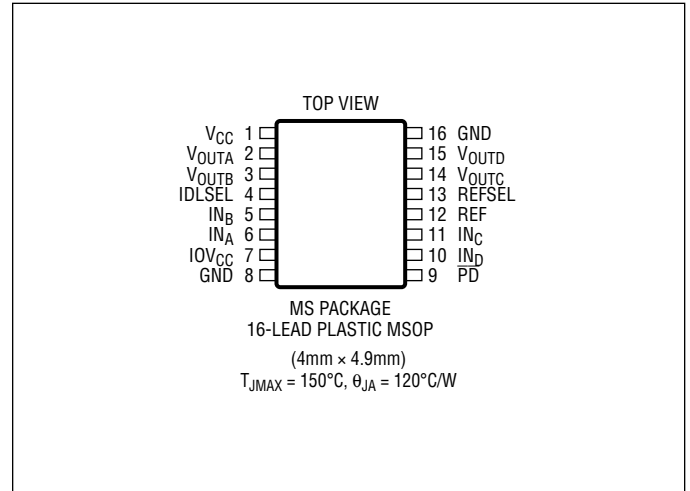 TOP VIEW
VCC 1
VOUTA 2
VOUTB 3
IDLSEL 4
INB 5
INA 6
IOVCC 7
GND 8
16 GND
15 VOUTD
14 VOUTC
13 REFSEL
12 REF
11 INC
10 IND
9 P̅D̅
MS PACKAGE
16-LEAD PLASTIC MSOP
(4mm × 4.9mm)
TJMAX = 150°C, θJA = 120°C/W